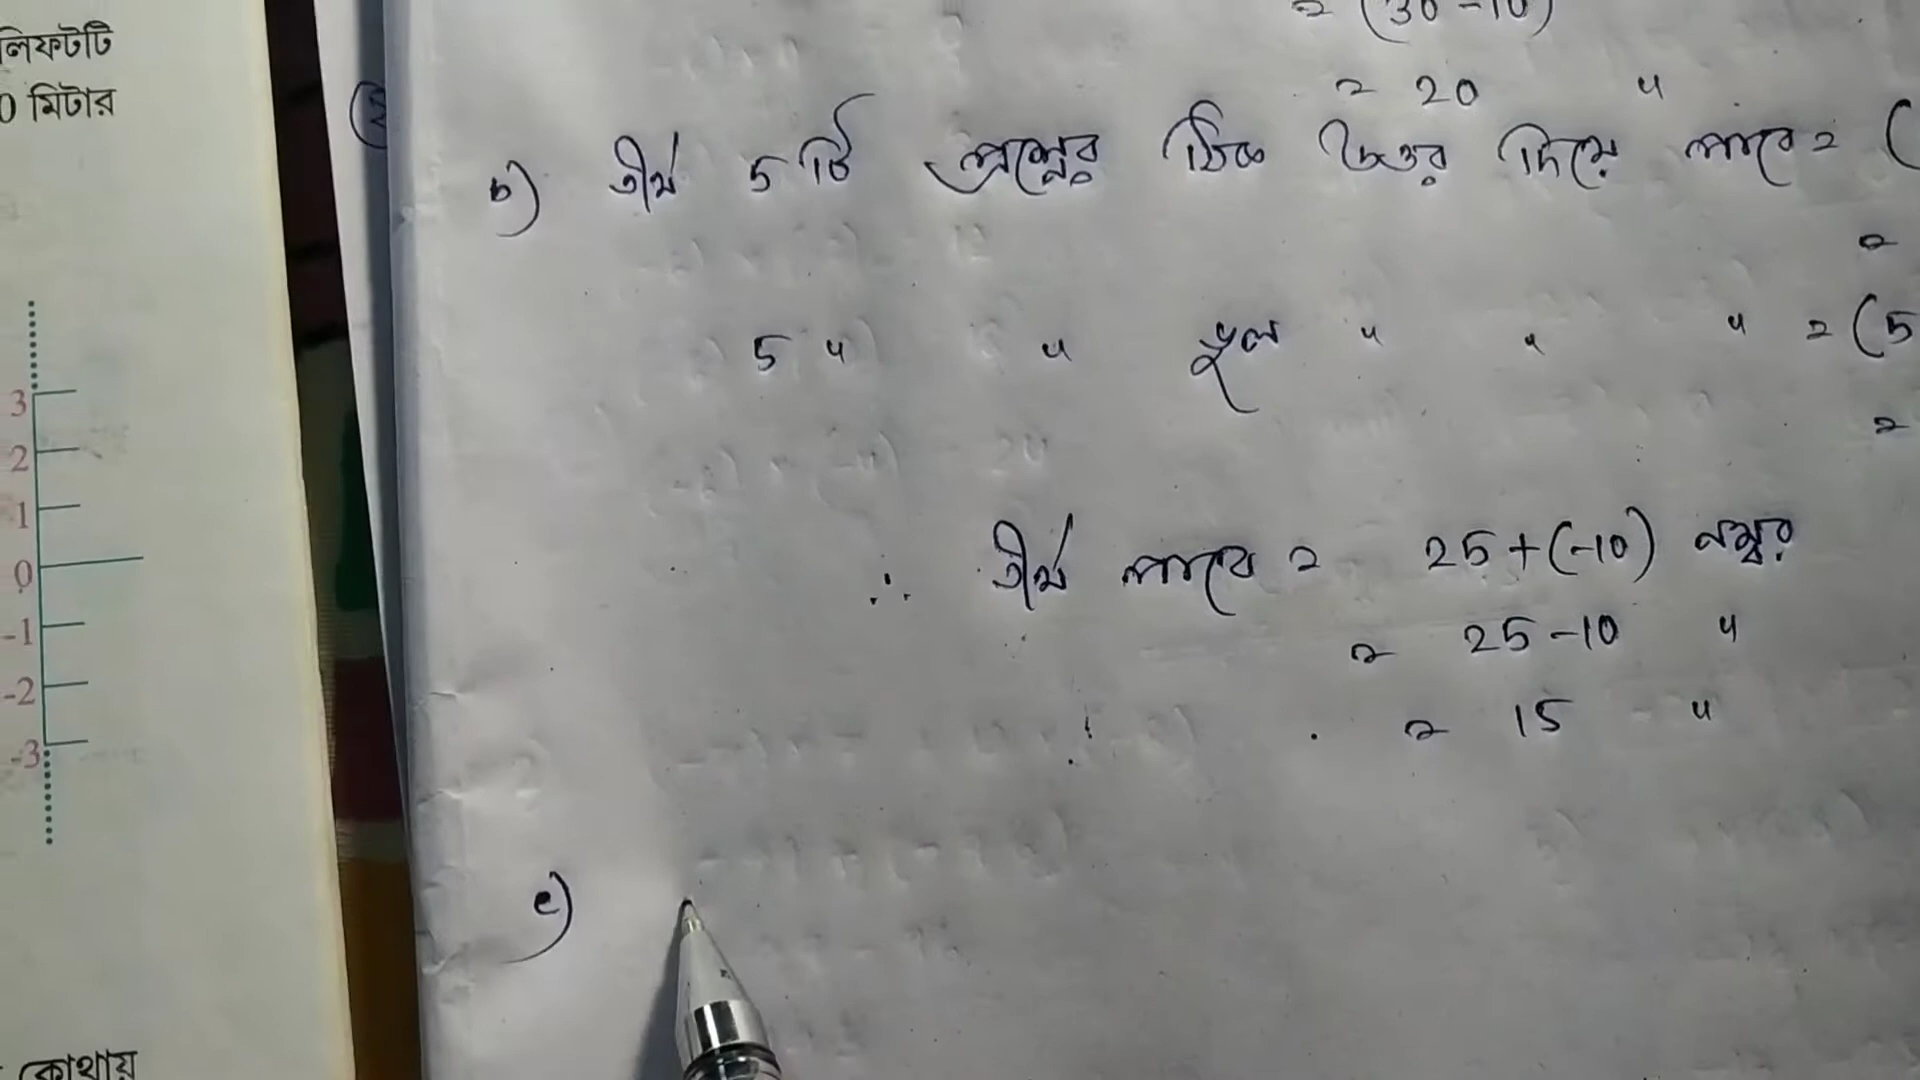 লিফটটি
0 মিটার
3
2
1
0
-1
-2
-3
কোথায়
= (30-10)
= 20 "
b) তীর্থ 5 টি প্রশ্নের ঠিক উত্তর দিয়ে পাবে = (
=
5 " " ভুল " " " = (5
=
∴ তীর্থ পাবে = 25+(-10) নম্বর
= 25-10 "
= 15 "
c)